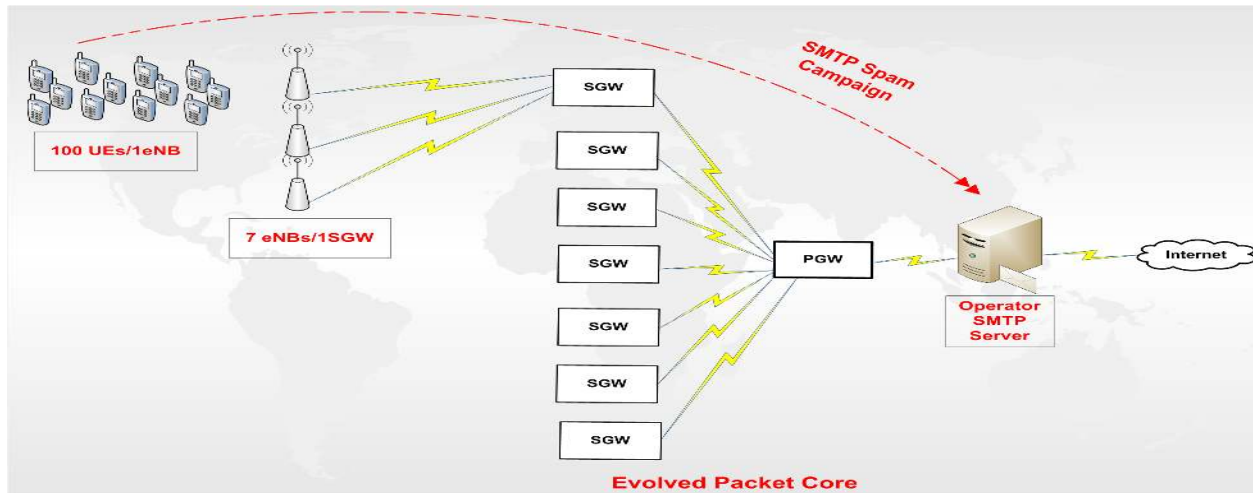 SMTP Spam
Campaign
100 UEs/1eNB
7 eNBs/1SGW
SGW
SGW
SGW
SGW
SGW
SGW
SGW
PGW
Operator
SMTP
Server
Internet
Evolved Packet Core